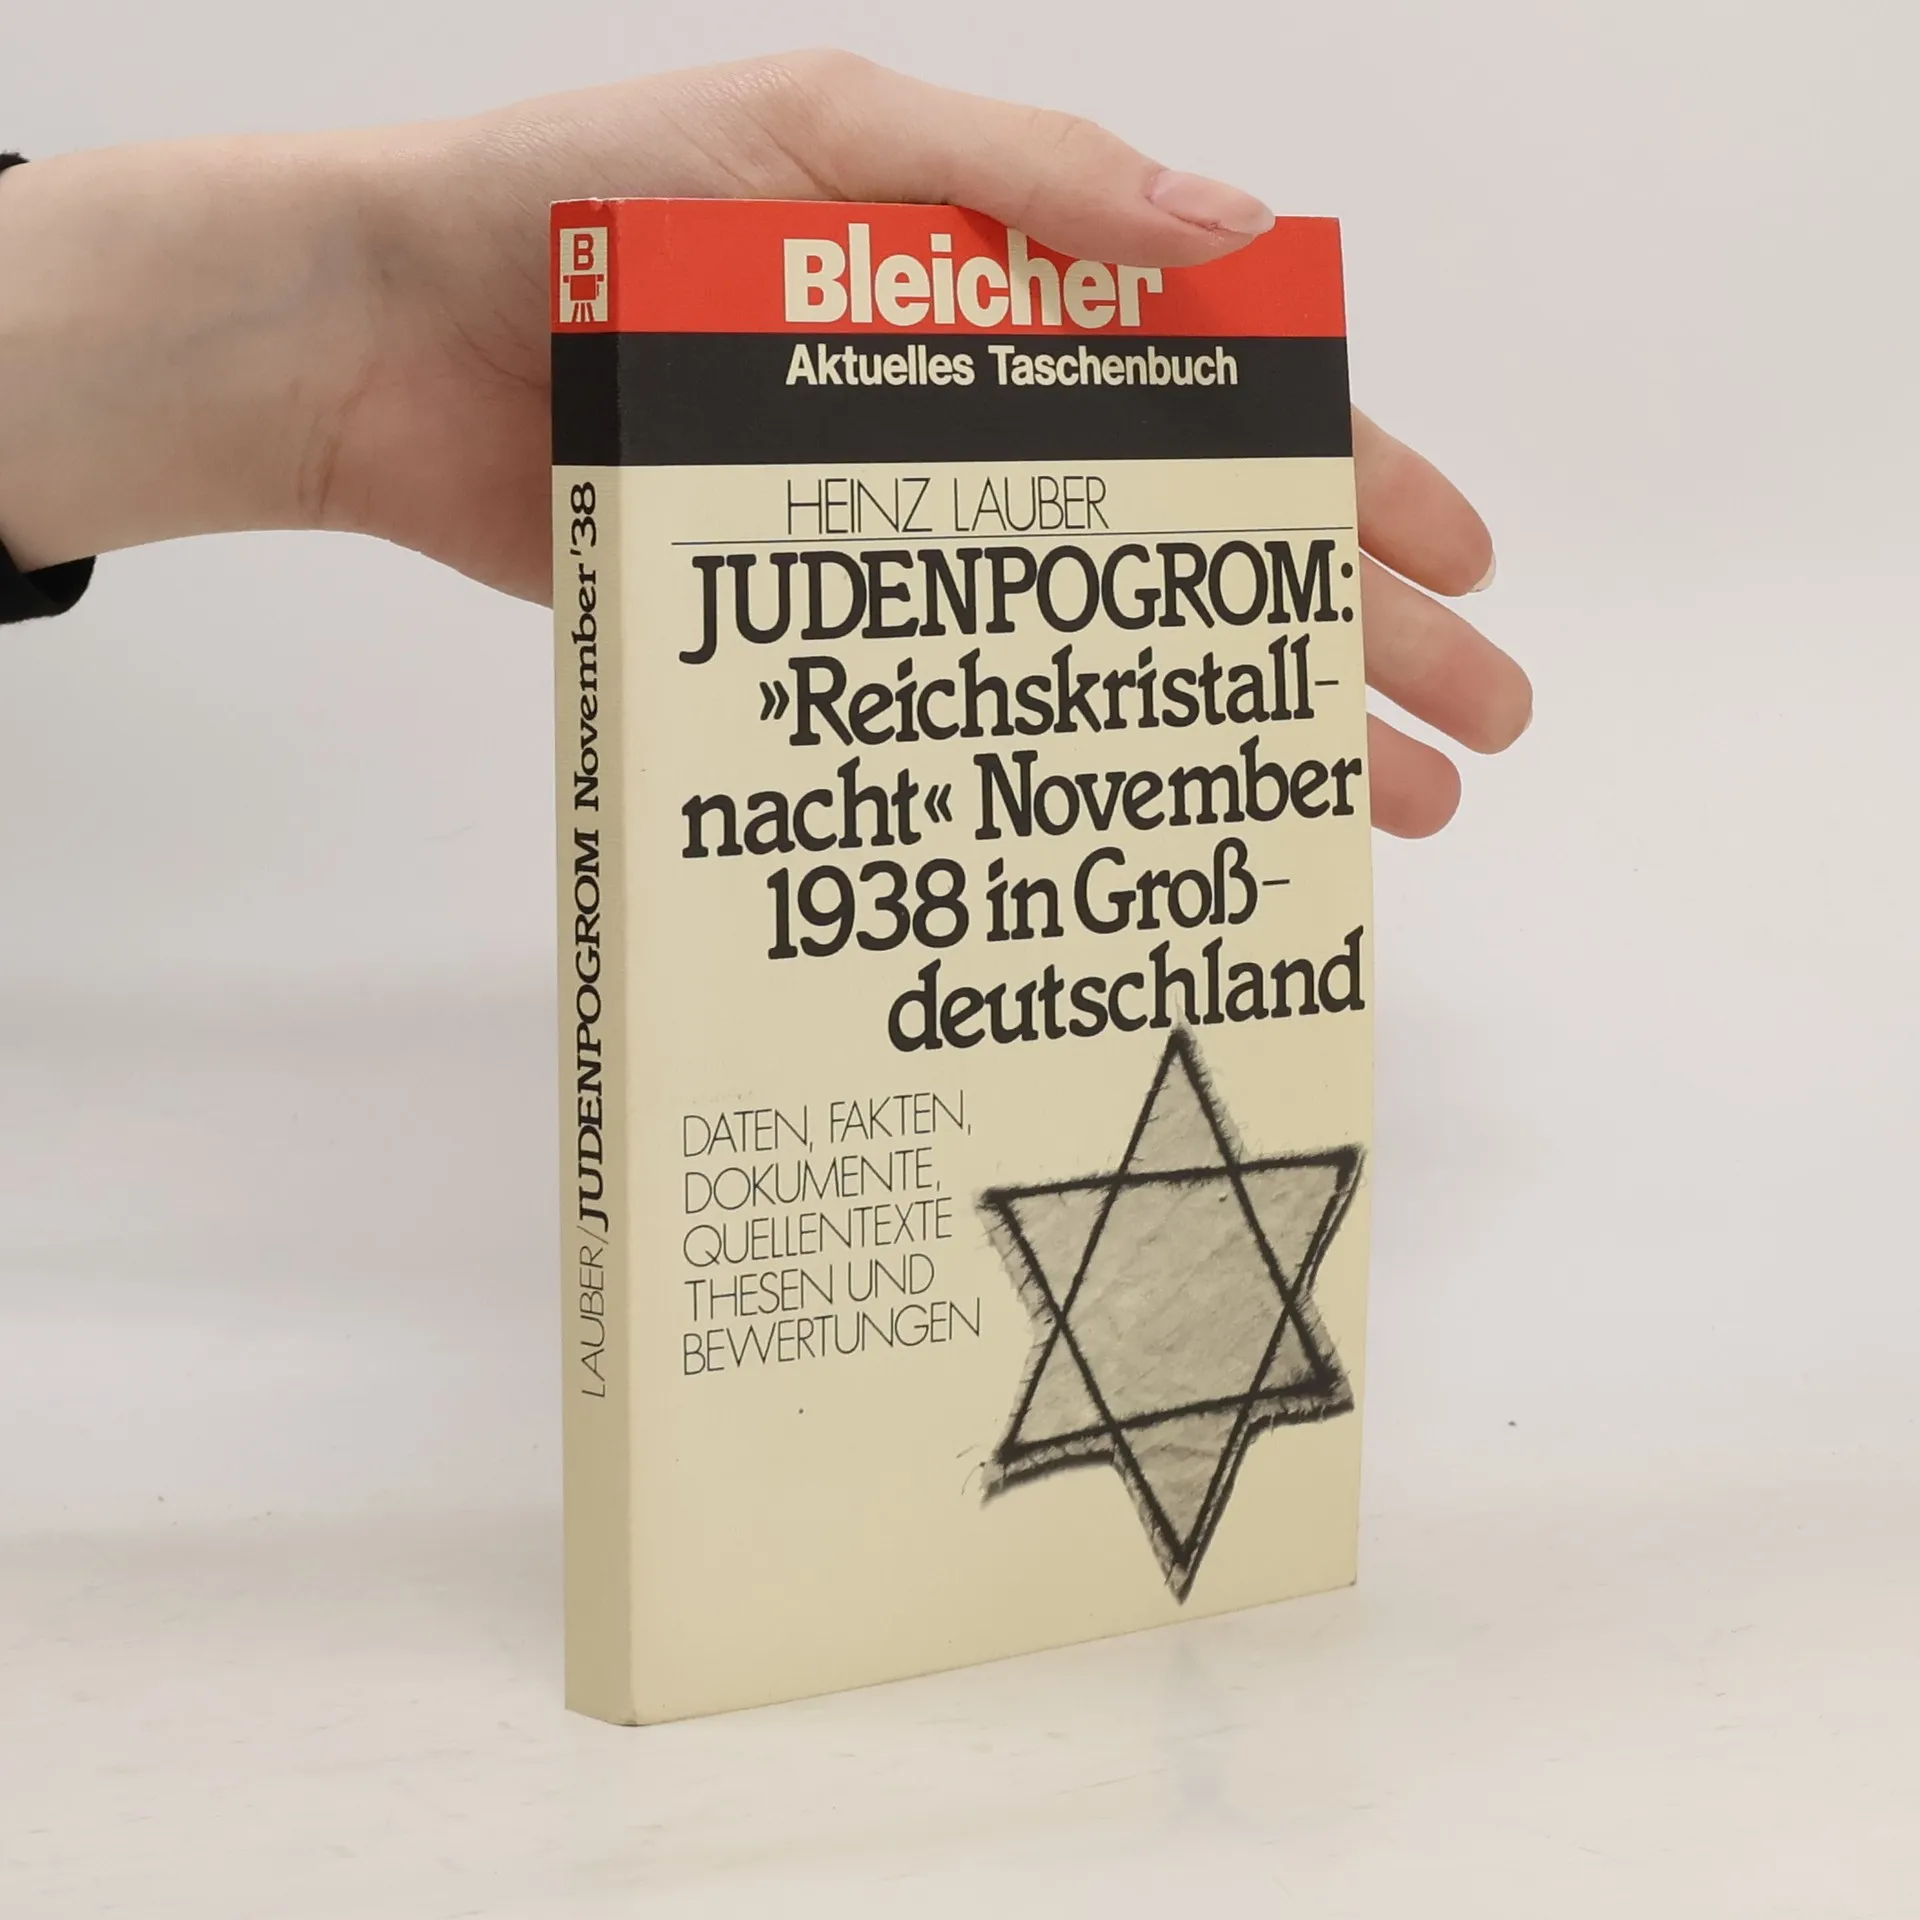 B
LAUBER/JUDENPOGROM November '38
Bleicher
Aktuelles Taschenbuch
HEINZ LAUBER
JUDENPOGROM:
»Reichskristall-
nacht« November
1938 in Groß-
deutschland
DATEN, FAKTEN,
DOKUMENTE,
QUELLENTEXTE
THESEN UND
BEWERTUNGEN